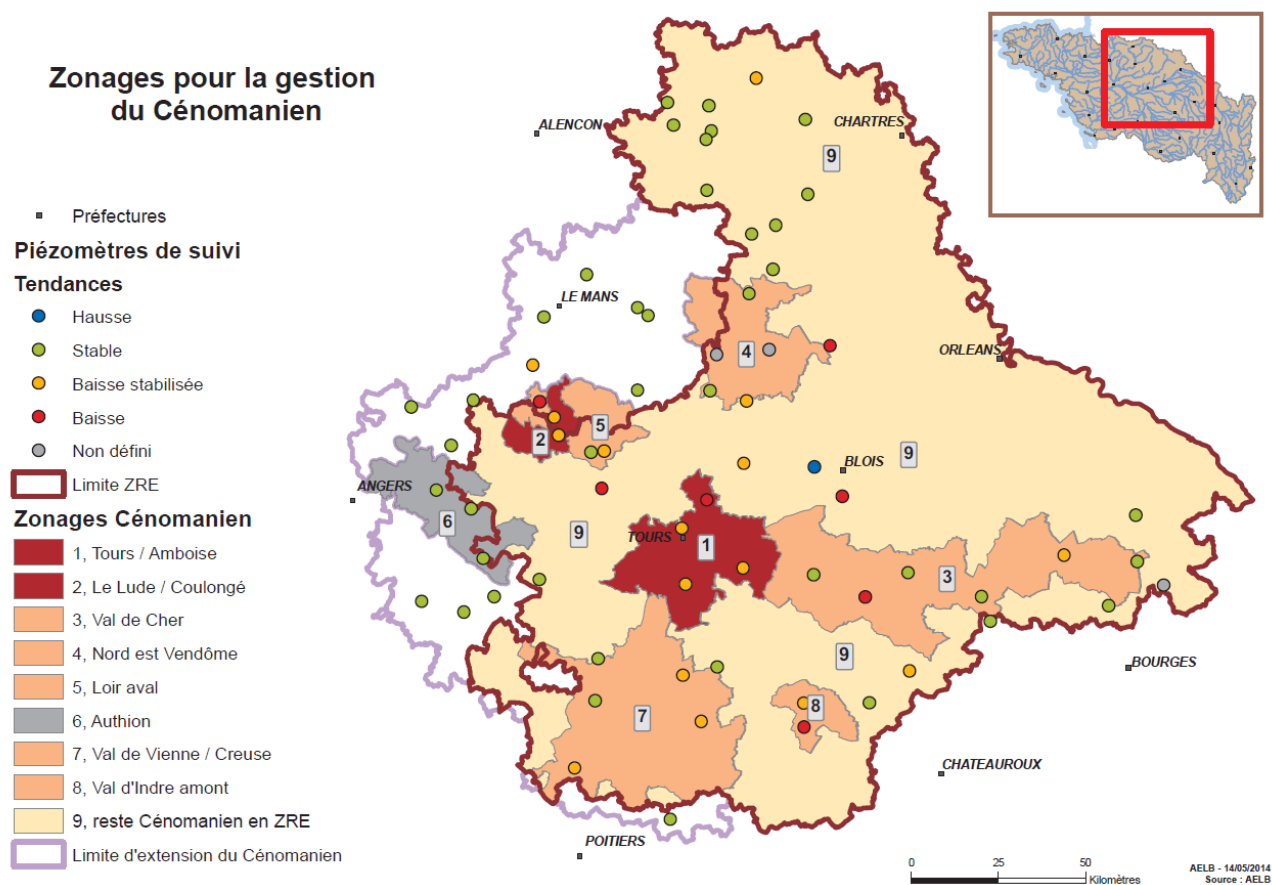 Zonages pour la gestion
du Cénomanien
Préfectures
Piézomètres de suivi
Tendances
Hausse
Stable
Baisse stabilisée
Baisse
Non défini
Limite ZRE
Zonages Cénomanien
1, Tours / Amboise
2, Le Lude / Coulongé
3, Val de Cher
4, Nord est Vendôme
5, Loir aval
6, Authion
7, Val de Vienne / Creuse
8, Val d'Indre amont
9, reste Cénomanien en ZRE
Limite d'extension du Cénomanien
ALENCON
CHARTRES
9
LE MANS
4
ORLEANS
5
2
9
BLOIS
ANGERS
6
9
TOURS
1
3
9
BOURGES
8
7
CHATEAUROUX
POITIERS
0 25 50
Kilomètres
AELB - 14/05/2014
Source : AELB